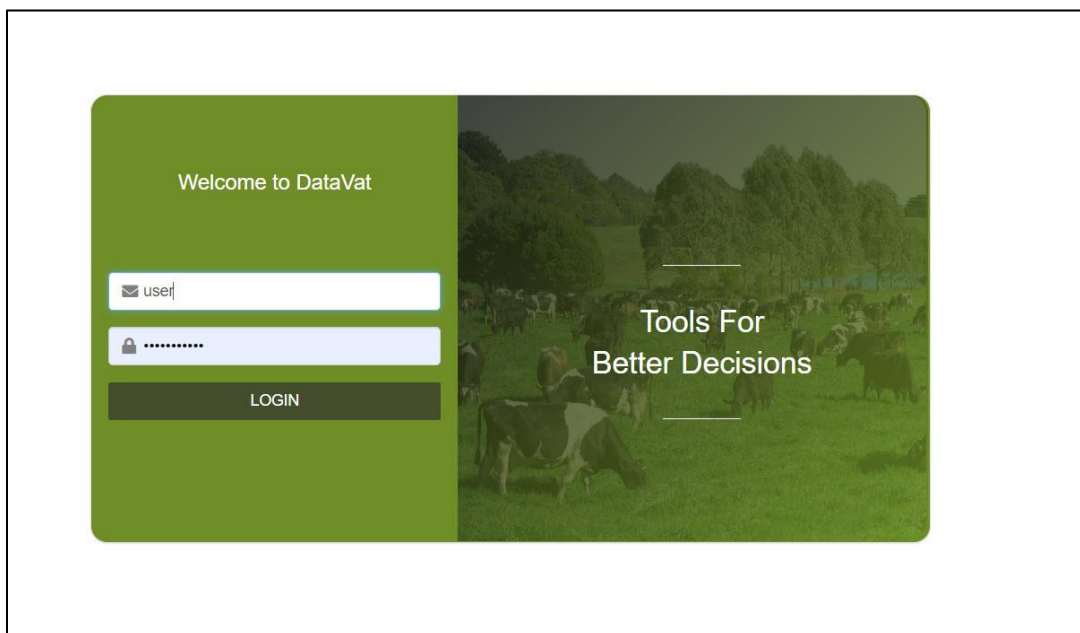 Welcome to DataVat
user
•••••••••••
LOGIN
Tools For
Better Decisions